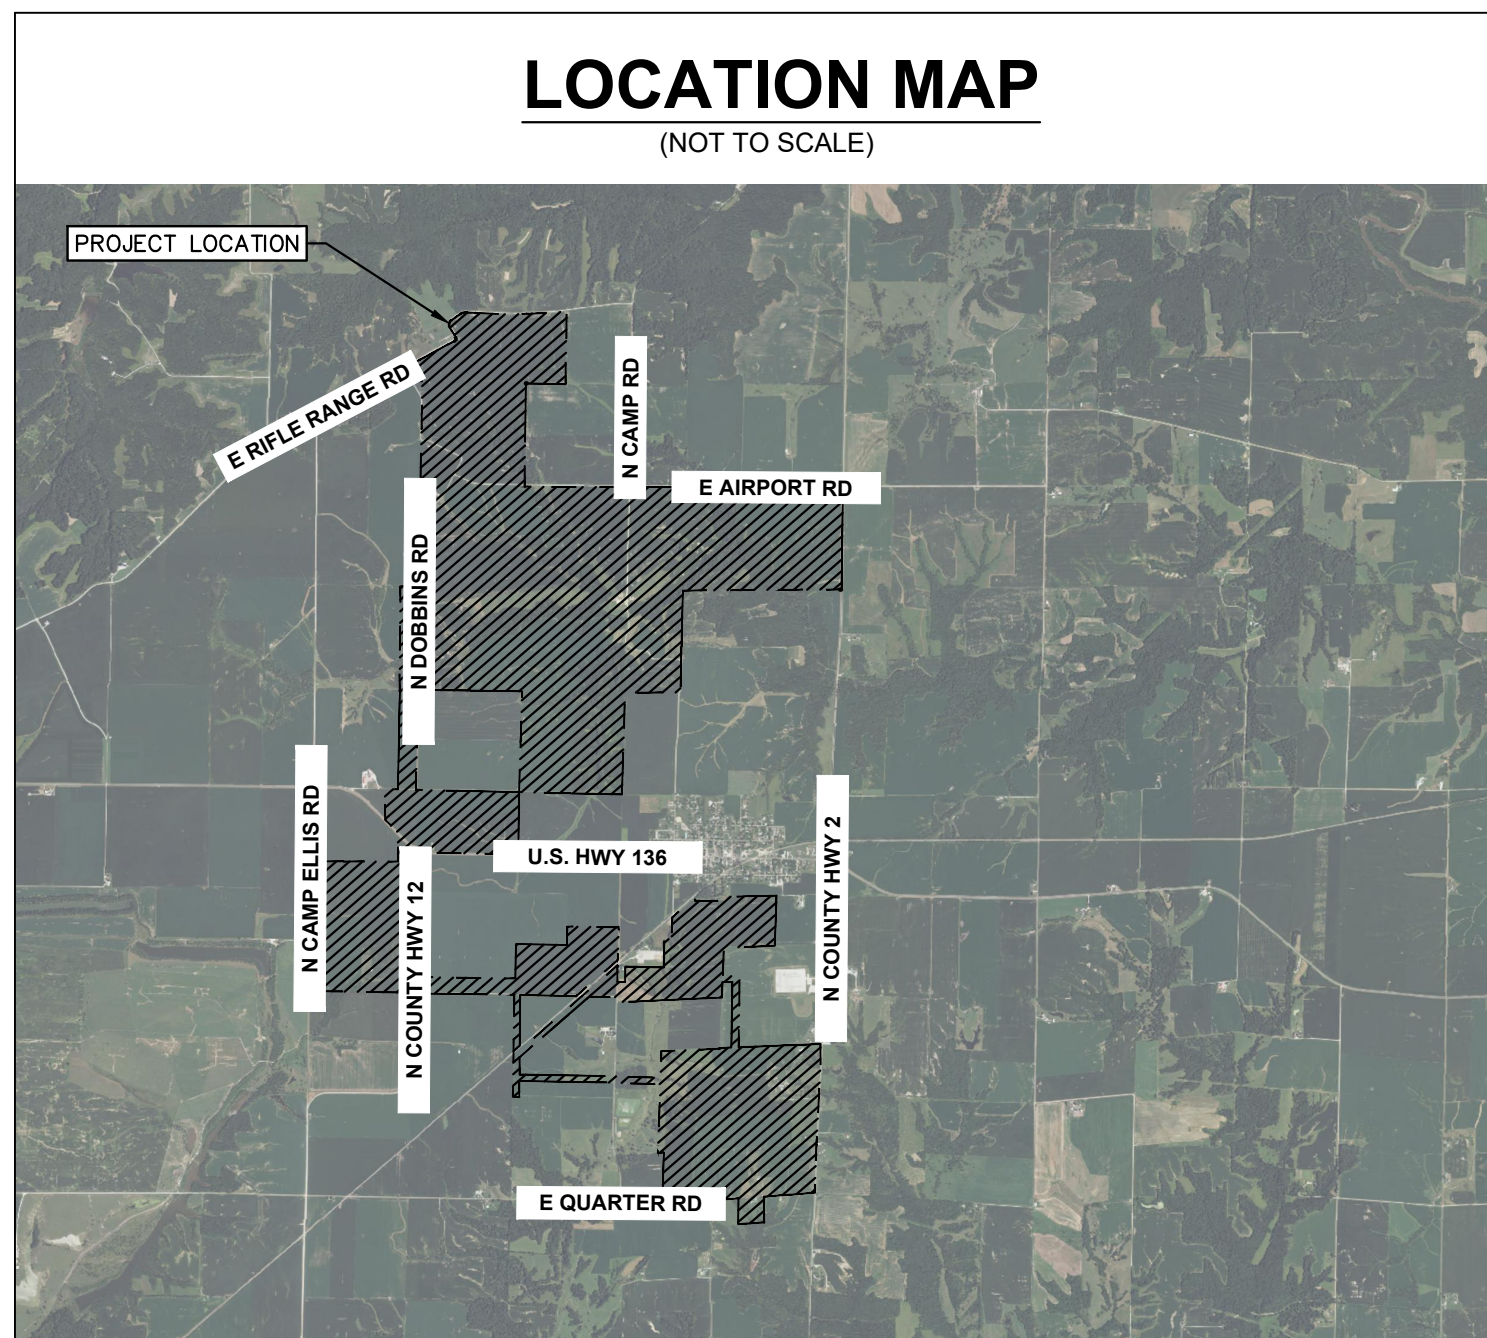 LOCATION MAP
(NOT TO SCALE)
PROJECT LOCATION
E RIFLE RANGE RD
N CAMP RD
E AIRPORT RD
N DOBBINS RD
N CAMP ELLIS RD
U.S. HWY 136
N COUNTY HWY 2
N COUNTY HWY 12
E QUARTER RD